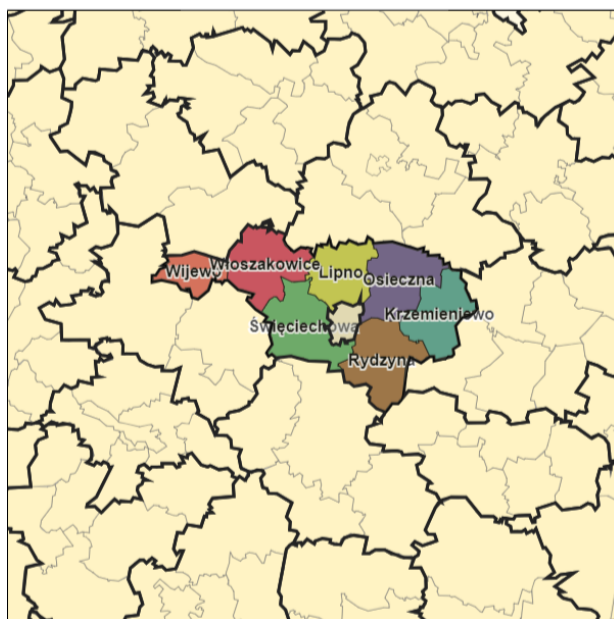 Wijewo
Włoszakowice
Lipno
Osieczna
Krzemieniewo
Święciechowa
Rydzyna